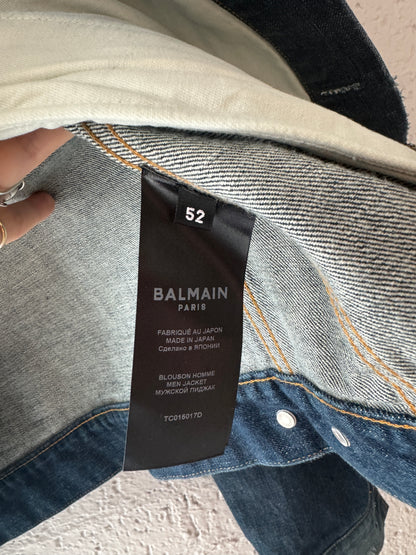 52
BALMAIN
PARIS
FABRIQUÉ AU JAPON
MADE IN JAPAN
Сделано в ЯПОНИИ
BLOUSON HOMME
MEN JACKET
МУЖСКОЙ ПИДЖАК
TC016017D